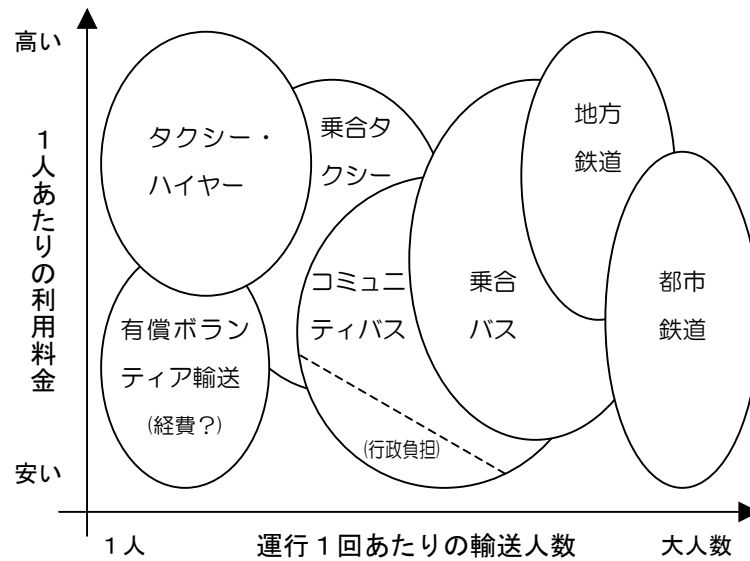 高い
1人あたりの利用料金
安い
タクシー・
ハイヤー
乗合タ
クシー
地方
鉄道
コミュニ
ティバス
乗合
バス
都市
鉄道
有償ボラン
ティア輸送
(経費？)
(行政負担)
1人
運行1回あたりの輸送人数
大人数